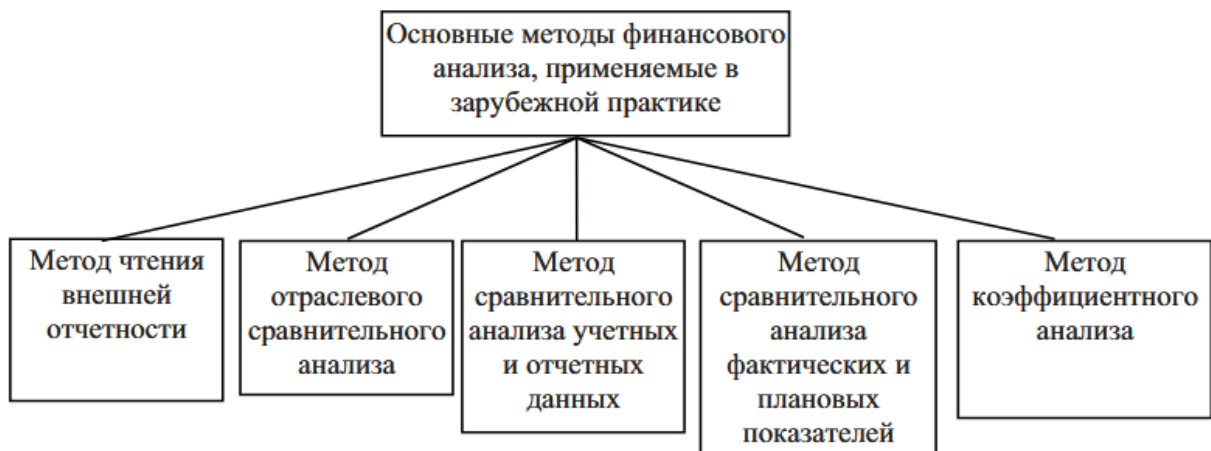 Основные методы финансового
анализа, применяемые в
зарубежной практике
Метод чтения
внешней
отчетности
Метод
отраслевого
сравнительного
анализа
Метод
сравнительного
анализа учетных
и отчетных
данных
Метод
сравнительного
анализа
фактических и
плановых
показателей
Метод
коэффициентного
анализа